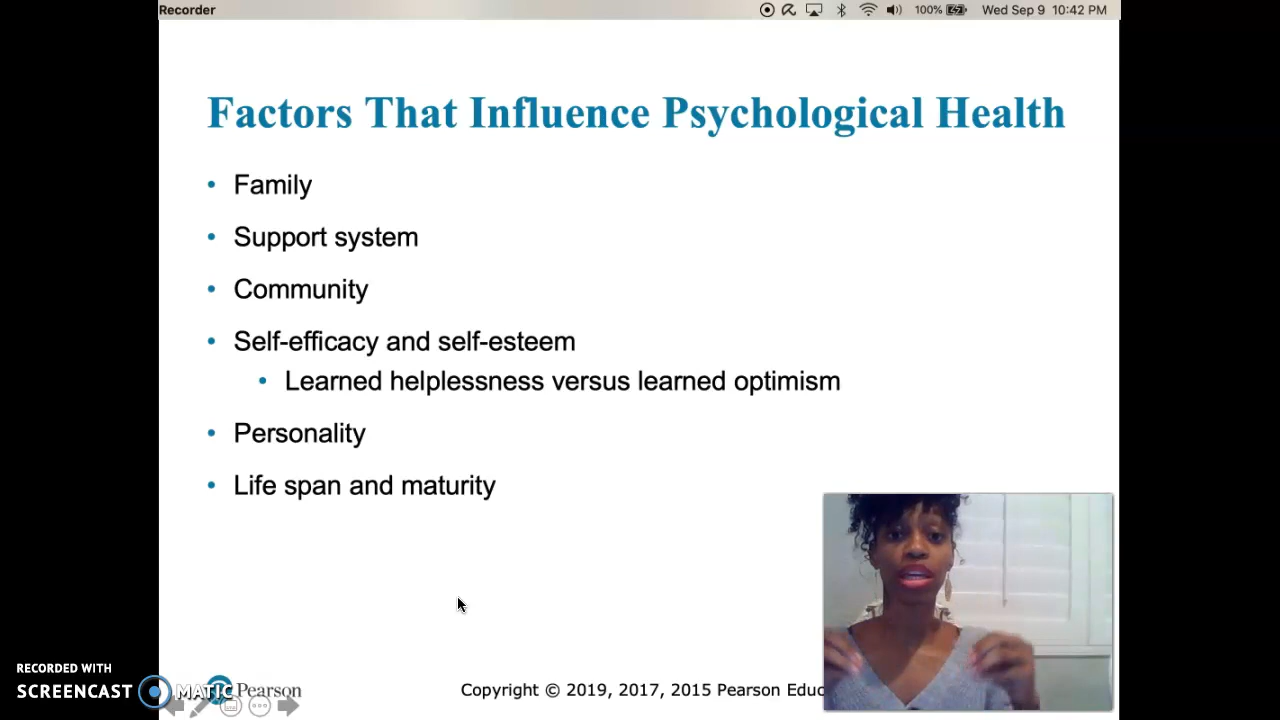 Recorder
100%
Wed Sep 9 10:42 PM
Factors That Influence Psychological Health
• Family
• Support system
• Community
• Self-efficacy and self-esteem
• Learned helplessness versus learned optimism
• Personality
• Life span and maturity
RECORDED WITH
SCREENCAST MATIC
Pearson
Copyright © 2019, 2017, 2015 Pearson